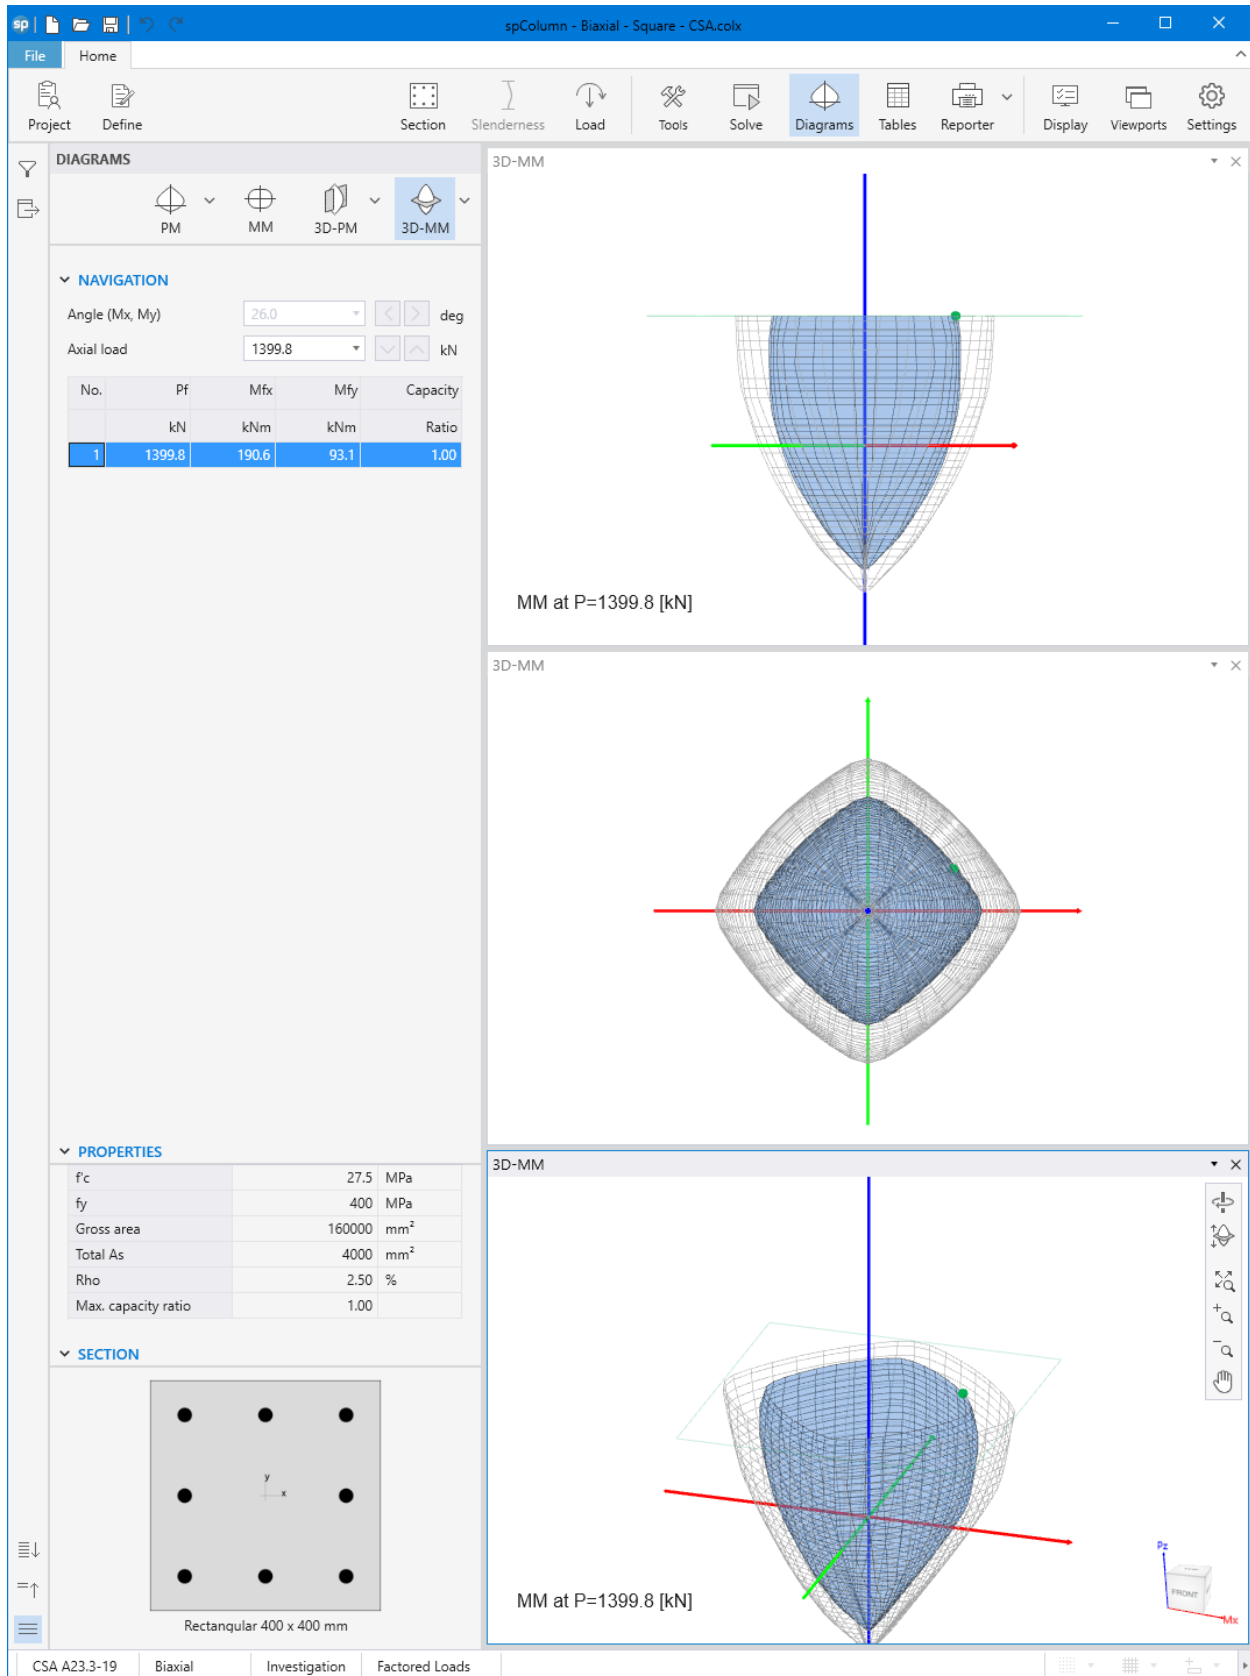 sp
spColumn - Biaxial - Square - CSA.colx
File Home
Project Define Section Slenderness Load Tools Solve Diagrams Tables Reporter Display Viewports Settings
DIAGRAMS
PM MM 3D-PM 3D-MM
NAVIGATION
Angle (Mx, My) 26.0 deg
Axial load 1399.8 kN
No. Pf Mfx Mfy Capacity
kN kNm kNm Ratio
1 1399.8 190.6 93.1 1.00
PROPERTIES
f'c 27.5 MPa
fy 400 MPa
Gross area 160000 mm²
Total As 4000 mm²
Rho 2.50 %
Max. capacity ratio 1.00
SECTION
y
x
Rectangular 400 x 400 mm
3D-MM
MM at P=1399.8 [kN]
3D-MM
3D-MM
MM at P=1399.8 [kN]
Pz
FRONT
Mx
CSA A23.3-19 Biaxial Investigation Factored Loads